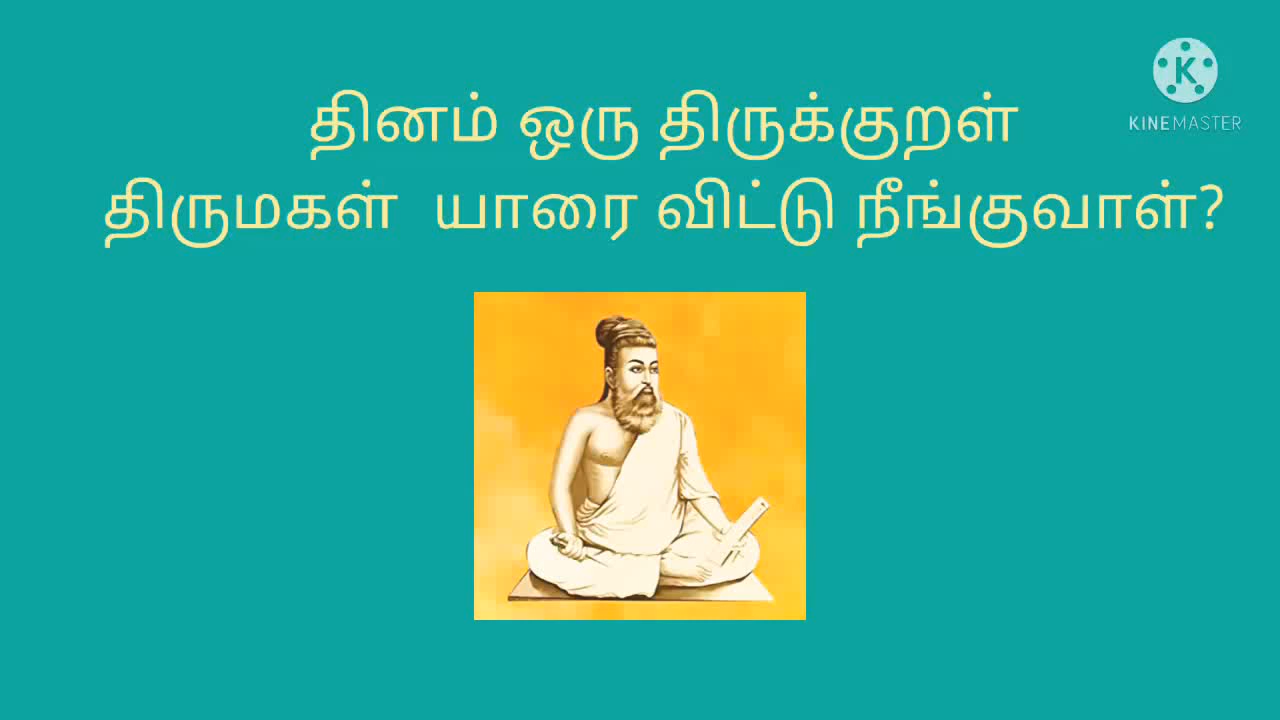 KINEMASTER
தினம் ஒரு திருக்குறள்
திருமகள் யாரை விட்டு நீங்குவாள்?